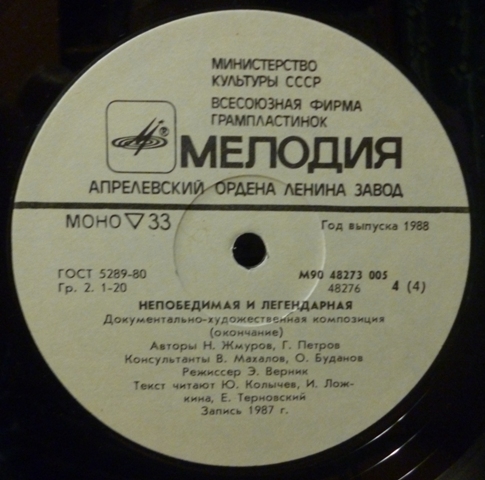 МИНИСТЕРСТВО
КУЛЬТУРЫ СССР
ВСЕСОЮЗНАЯ ФИРМА
ГРАМПЛАСТИНОК
МЕЛОДИЯ
АПРЕЛЕВСКИЙ ОРДЕНА ЛЕНИНА ЗАВОД
МОНО ▽ 33
Год выпуска 1988
ГОСТ 5289-80
М90 48273 005
Гр. 2. 1-20
48276 4 (4)
НЕПОБЕДИМАЯ И ЛЕГЕНДАРНАЯ
Документально-художественная композиция
(окончание)
Авторы Н. Жмуров, Г. Петров
Консультанты В. Махалов, О. Буданов
Режиссер Э. Верник
Текст читают Ю. Колычев, И. Лож-
кина, Е. Терновский
Запись 1987 г.